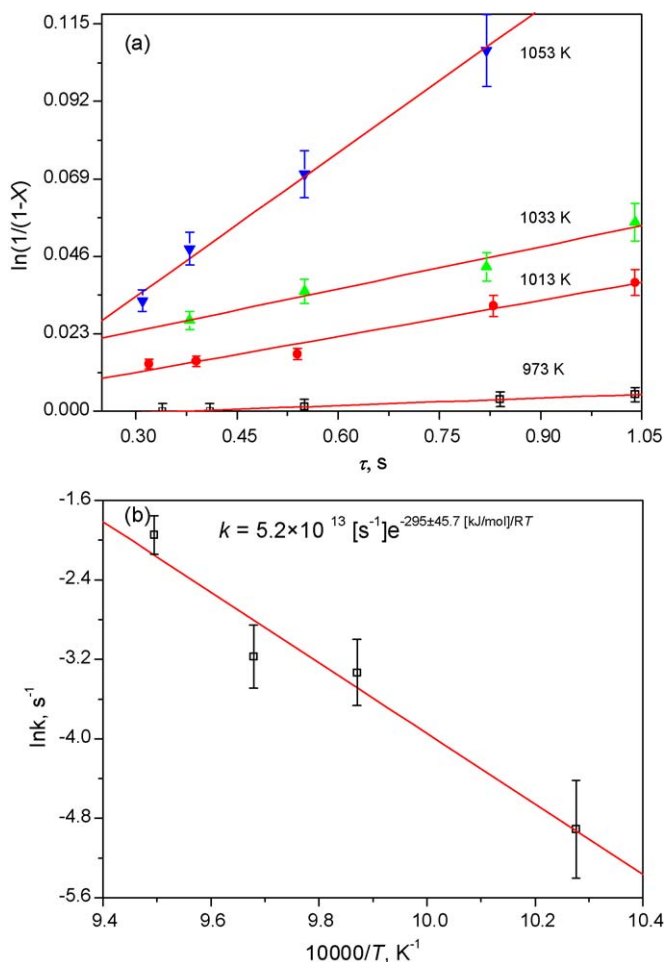 (a)
ln(1/(1-X)
0.115
0.092
0.069
0.046
0.023
0.000
1053 K
1033 K
1013 K
973 K
0.30 0.45 0.60 0.75 0.90 1.05
τ, s
(b)
k = 5.2×10 13 [s-1]e-295±45.7 [kJ/mol]/RT
lnk, s-1
-1.6
-2.4
-3.2
-4.0
-4.8
-5.6
9.4 9.6 9.8 10.0 10.2 10.4
10000/T, K-1